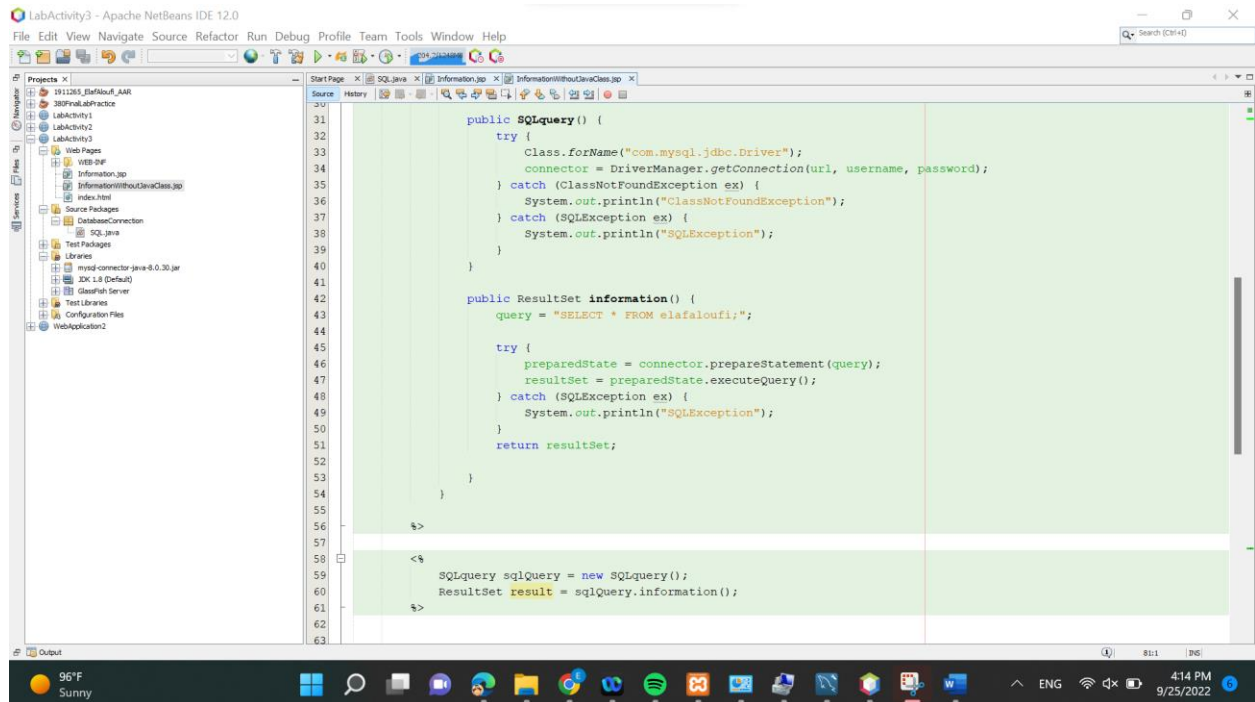 LabActivity3 - Apache NetBeans IDE 12.0
File Edit View Navigate Source Refactor Run Debug Profile Team Tools Window Help
Search (Ctrl+I)
Projects
Start Page SQL.java Information.jsp InformationWithoutJavaClass.jsp
Source History
Navigator
Files
Services
1911265_ElafAloufi_AAR
380FinalLabPractice
LabActivity1
LabActivity2
LabActivity3
Web Pages
WEB-INF
Information.jsp
InformationWithoutJavaClass.jsp
index.html
Source Packages
DatabaseConnection
SQL.java
Test Packages
Libraries
mysql-connector-java-8.0.30.jar
JDK 1.8 (Default)
GlassFish Server
Test Libraries
Configuration Files
WebApplication2
30
31 public SQLquery() {
32 try {
33 Class.forName("com.mysql.jdbc.Driver");
34 connector = DriverManager.getConnection(url, username, password);
35 } catch (ClassNotFoundException ex) {
36 System.out.println("ClassNotFoundException");
37 } catch (SQLException ex) {
38 System.out.println("SQLException");
39 }
40 }
41
42 public ResultSet information() {
43 query = "SELECT * FROM elafaloufi;";
44
45 try {
46 preparedState = connector.prepareStatement(query);
47 resultSet = preparedState.executeQuery();
48 } catch (SQLException ex) {
49 System.out.println("SQLException");
50 }
51 return resultSet;
52
53 }
54 }
55
56 %>
57
58 <%
59 SQLquery sqlQuery = new SQLquery();
60 ResultSet result = sqlQuery.information();
61 %>
62
63
Output
81:1 INS
96°F
Sunny
ENG
4:14 PM
9/25/2022
6